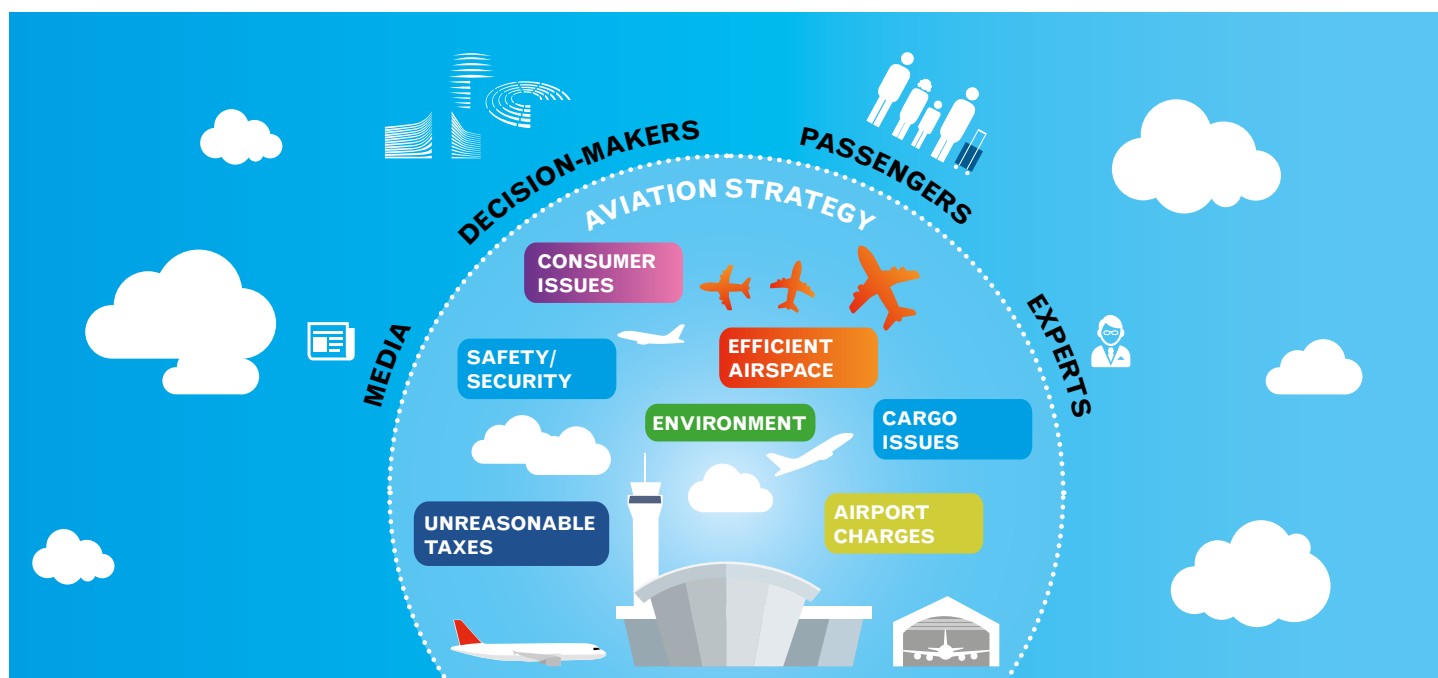 DECISION-MAKERS
PASSENGERS
MEDIA
EXPERTS
AVIATION STRATEGY
CONSUMER
ISSUES
SAFETY/
SECURITY
EFFICIENT
AIRSPACE
ENVIRONMENT
CARGO
ISSUES
UNREASONABLE
TAXES
AIRPORT
CHARGES